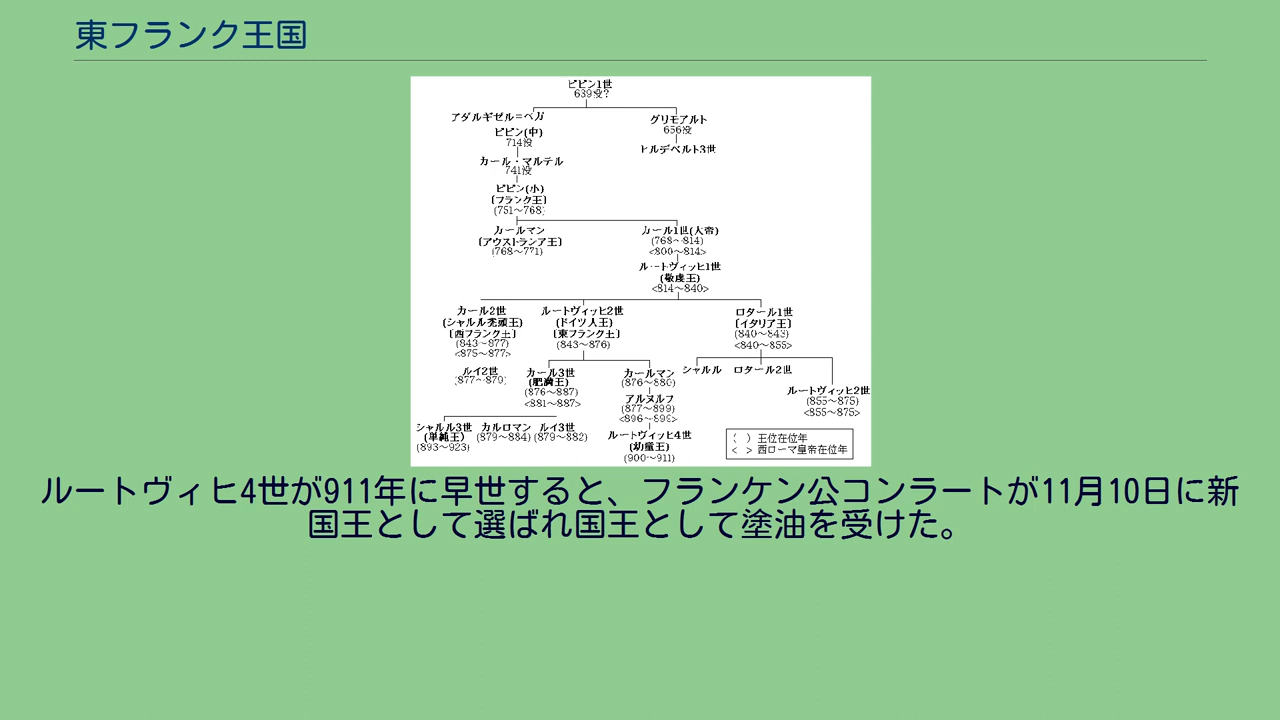 東フランク王国
ピピン1世
639没?
アダルギゼル=ベガ
グリモアルト
656没
ピピン(中)
714没
ヒルデベルト3世
カール・マルテル
741没
ピピン(小)
〔フランク王〕
(751〜768)
カールマン
〔アウストラシア王〕
(768〜771)
カール1世(大帝)
(768〜814)
<800〜814>
ルートヴィッヒ1世
(敬虔王)
<814〜840>
カール2世
(シャルル禿頭王)
〔西フランク王〕
(843〜877)
<875〜877>
ルートヴィッヒ2世
(ドイツ人王)
〔東フランク王〕
(843〜876)
ロタール1世
〔イタリア王〕
(840〜843)
<840〜855>
ルイ2世
(877〜879)
カール3世
(肥満王)
(876〜887)
<881〜887>
カールマン
(876〜880)
アルヌルフ
(877〜899)
<896〜899>
シャルル
ロタール2世
ルートヴィッヒ2世
(855〜875)
<855〜875>
シャルル3世
(単純王)
(893〜923)
カルロマン
(879〜884)
ルイ3世
(879〜882)
ルートヴィッヒ4世
(幼童王)
(900〜911)
( ) 王位在位年
< > 西ローマ皇帝在位年
ルートヴィヒ4世が911年に早世すると、フランケン公コンラートが11月10日に新
国王として選ばれ国王として塗油を受けた。